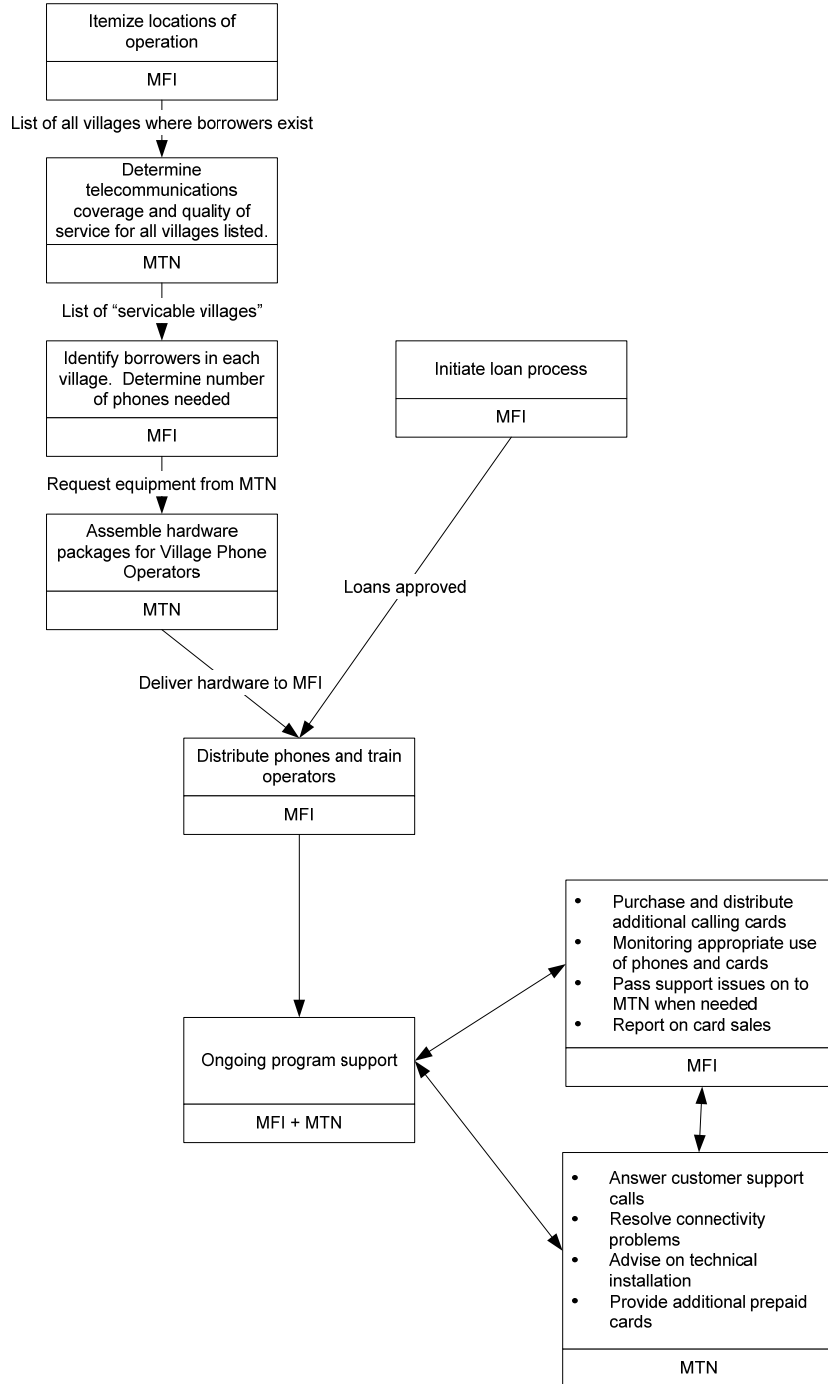 Itemize locations of
operation
MFI
List of all villages where borrowers exist
Determine
telecommunications
coverage and quality of
service for all villages listed.
MTN
List of “servicable villages”
Identify borrowers in each
village.  Determine number
of phones needed
MFI
Request equipment from MTN
Assemble hardware
packages for Village Phone
Operators
MTN
Initiate loan process
MFI
Loans approved
Deliver hardware to MFI
Distribute phones and train
operators
MFI
Ongoing program support
MFI + MTN
• Purchase and distribute
additional calling cards
• Monitoring appropriate use
of phones and cards
• Pass support issues on to
MTN when needed
• Report on card sales
MFI
• Answer customer support
calls
• Resolve connectivity
problems
• Advise on technical
installation
• Provide additional prepaid
cards
MTN